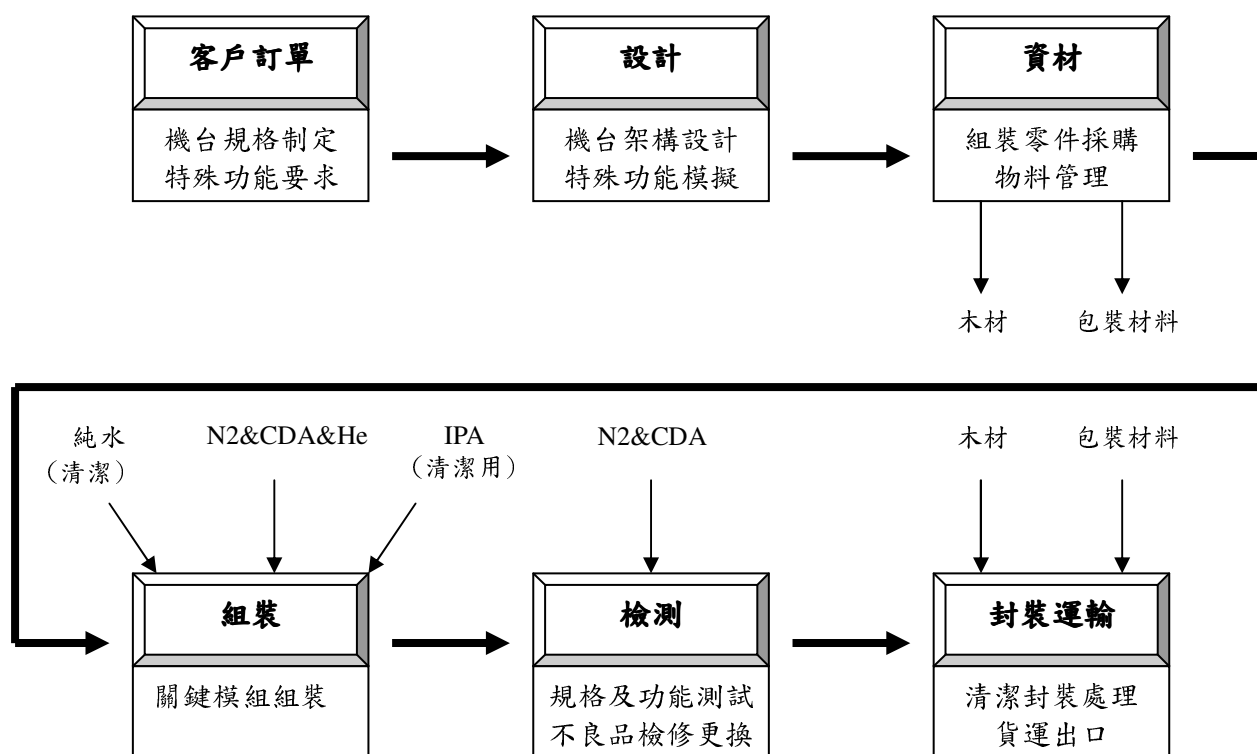 客戶訂單
設計
資材
機台規格制定
特殊功能要求
機台架構設計
特殊功能模擬
組裝零件採購
物料管理
木材
包裝材料
純水
（清潔）
N2&CDA&He
IPA
（清潔用）
N2&CDA
木材
包裝材料
組裝
檢測
封裝運輸
關鍵模組組裝
規格及功能測試
不良品檢修更換
清潔封裝處理
貨運出口